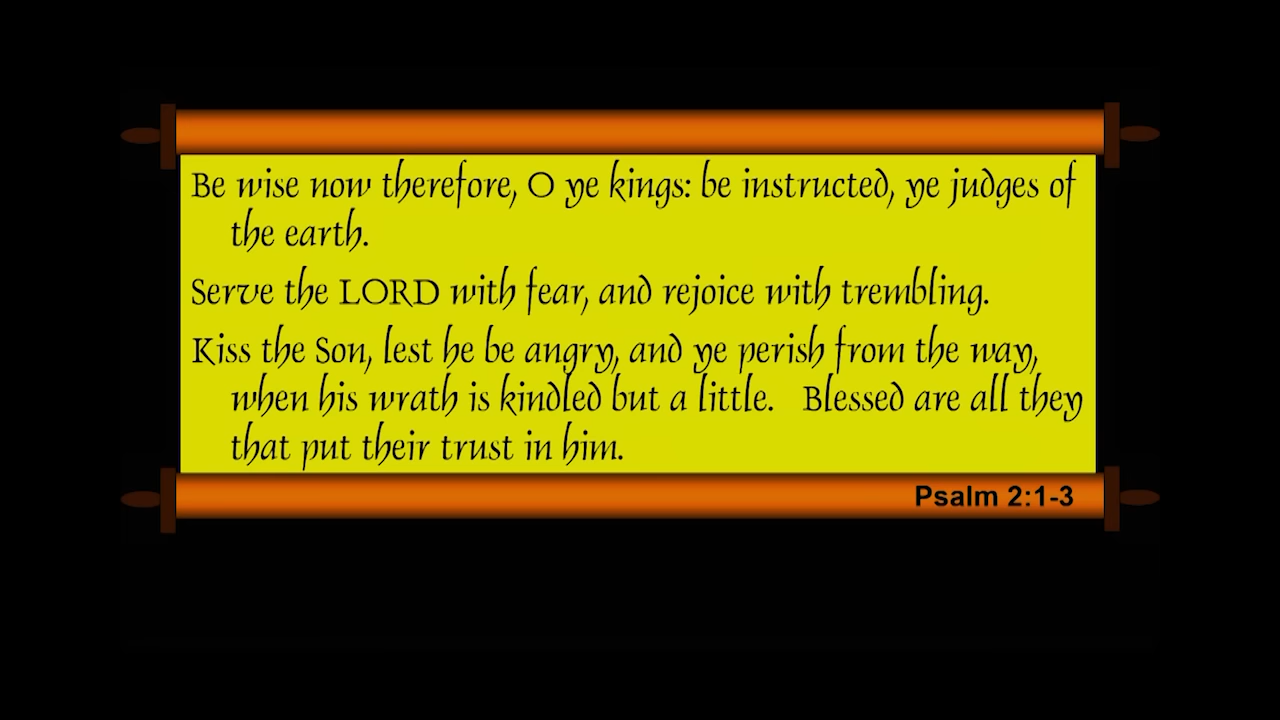 Be wise now therefore, O ye kings: be instructed, ye judges of
the earth.
Serve the LORD with fear, and rejoice with trembling.
Kiss the Son, lest he be angry, and ye perish from the way,
when his wrath is kindled but a little. Blessed are all they
that put their trust in him.
Psalm 2:1-3